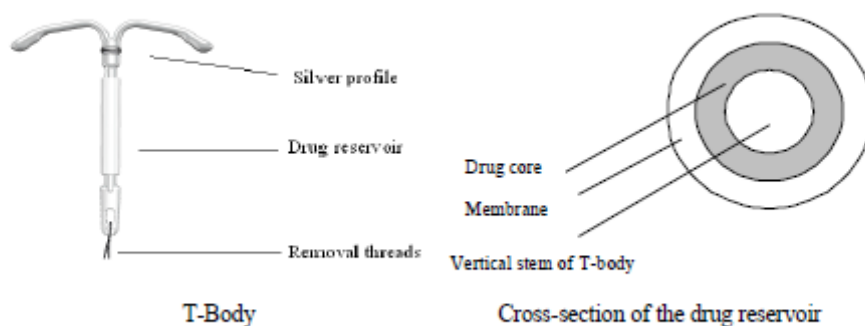 Silver profile
Drug reservoir
Removal threads
T-Body
Drug core
Membrane
Vertical stem of T-body
Cross-section of the drug reservoir